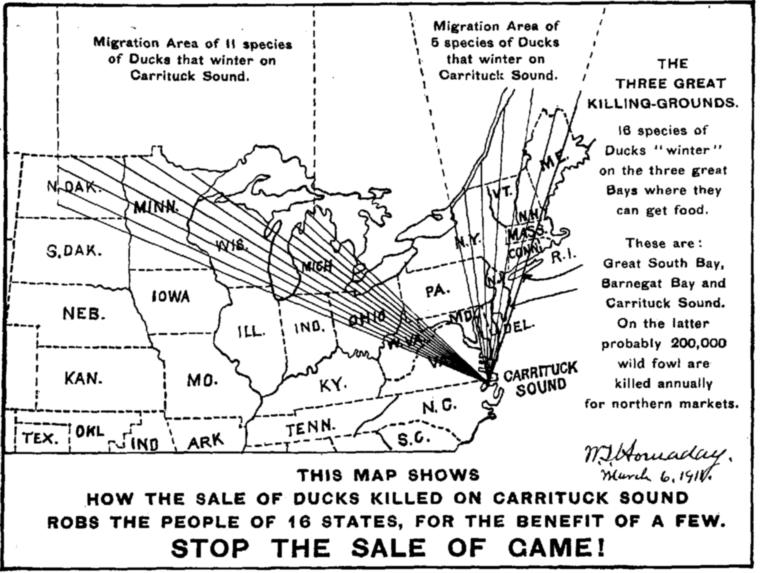 Migration Area of 11 species
of Ducks that winter on
Carrituck Sound.
Migration Area of
5 species of Ducks
that winter on
Carrituck Sound.
THE
THREE GREAT
KILLING-GROUNDS.
16 species of
Ducks "winter"
on the three great
Bays where they
can get food.
These are:
Great South Bay,
Barnegat Bay and
Carrituck Sound.
On the latter
probably 200,000
wild fowl are
killed annually
for northern markets.
N. DAK.
MINN.
WIS.
MICH
S. DAK.
IOWA
NEB.
ILL.
IND.
OHIO
PA.
N.Y.
VT.
M.E.
N.H.
MASS.
CONN.
R.I.
N.J.
MD.
DEL.
W. VA.
VA.
KAN.
MO.
KY.
CARRITUCK
SOUND
N.C.
TENN.
S.C.
TEX.
OKL
IND
ARK
W.T. Hornaday.
March 6, 1911.
THIS MAP SHOWS
HOW THE SALE OF DUCKS KILLED ON CARRITUCK SOUND
ROBS THE PEOPLE OF 16 STATES, FOR THE BENEFIT OF A FEW.
STOP THE SALE OF GAME!